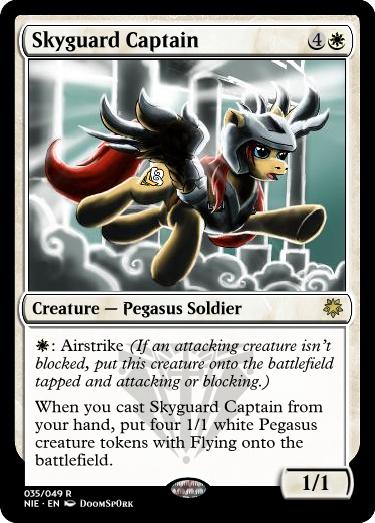 Skyguard Captain 4
Creature — Pegasus Soldier
: Airstrike (If an attacking creature isn't
blocked, put this creature onto the battlefield
tapped and attacking or blocking.)
When you cast Skyguard Captain from
your hand, put four 1/1 white Pegasus
creature tokens with Flying onto the
battlefield.
035/049 R
NIE • EN DoomSp0rk
1/1